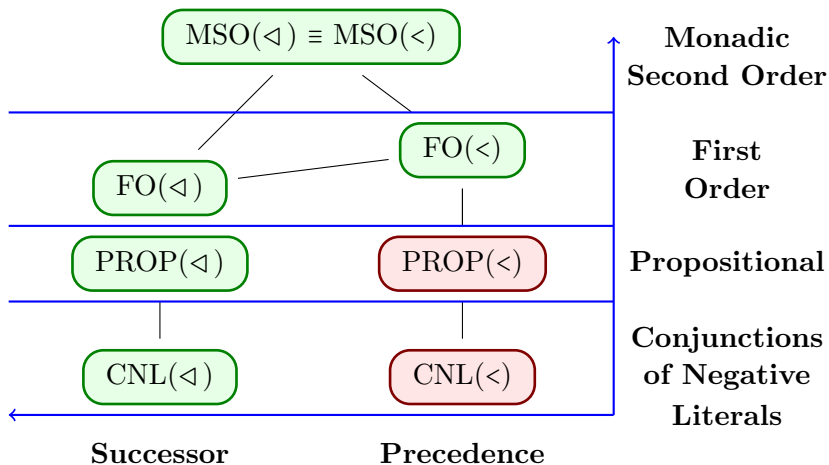 MSO(◁) ≡ MSO(<)
Monadic
Second Order
FO(<)
FO(◁)
First
Order
PROP(◁)
PROP(<)
Propositional
CNL(◁)
CNL(<)
Conjunctions
of Negative
Literals
Successor
Precedence